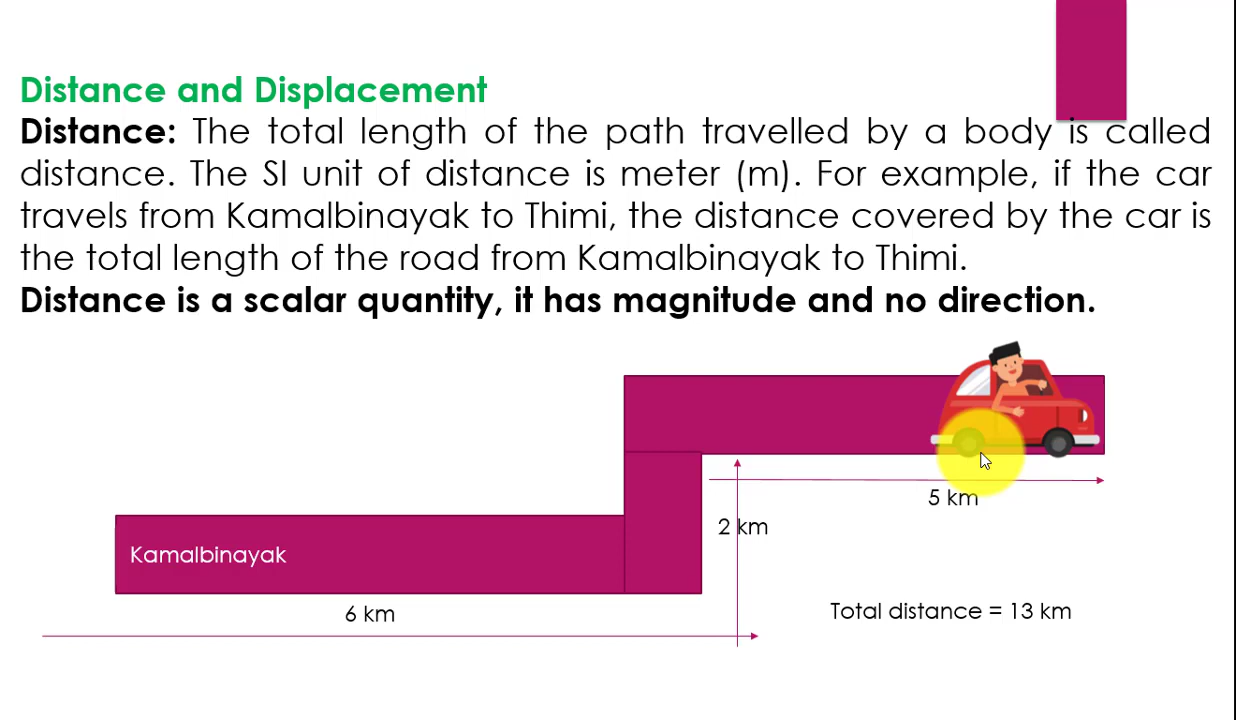 Distance and Displacement
Distance: The total length of the path travelled by a body is called
distance. The SI unit of distance is meter (m). For example, if the car
travels from Kamalbinayak to Thimi, the distance covered by the car is
the total length of the road from Kamalbinayak to Thimi.
Distance is a scalar quantity, it has magnitude and no direction.
5 km
2 km
Kamalbinayak
6 km
Total distance = 13 km